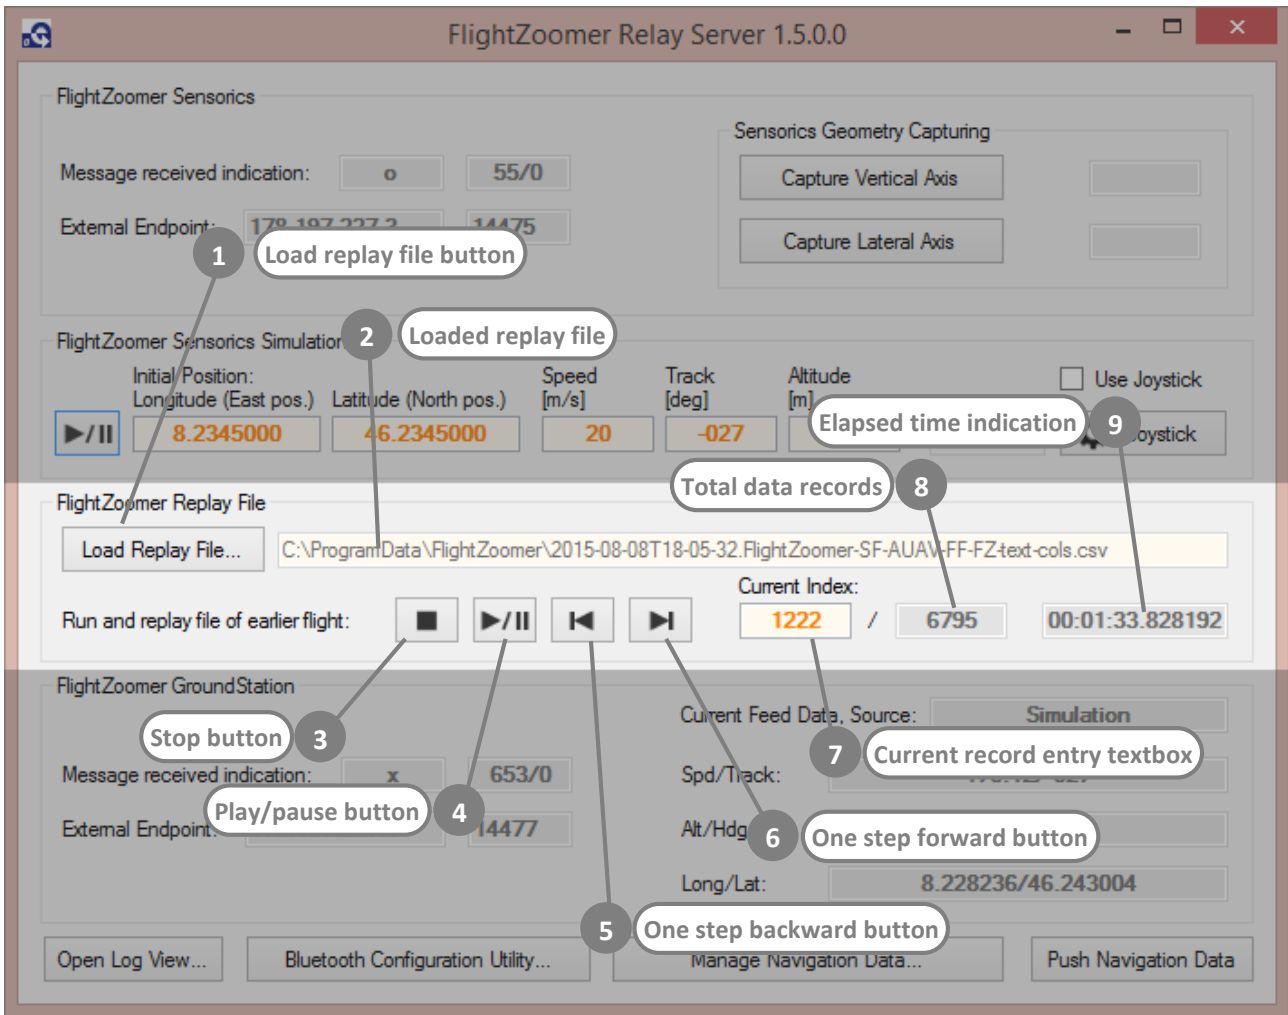 FlightZoomer Relay Server 1.5.0.0
FlightZoomer Sensorics
Sensorics Geometry Capturing
Message received indication: o 55/0
Capture Vertical Axis
External Endpoint: 14475
Capture Lateral Axis
1 Load replay file button
2 Loaded replay file
FlightZoomer Sensorics Simulation
Initial Position:
Longitude (East pos.) Latitude (North pos.) Speed [m/s] Track [deg] Altitude [m]
Use Joystick
8.2345000 46.2345000 20 -027
Elapsed time indication 9
Joystick
Total data records 8
FlightZoomer Replay File
Load Replay File... C:\ProgramData\FlightZoomer\2015-08-08T18-05-32.FlightZoomer-SF-AUAV-FF-FZ-text-cols.csv
Current Index:
Run and replay file of earlier flight: 1222 / 6795 00:01:33.828192
FlightZoomer GroundStation
Current Feed Data, Source: Simulation
Stop button 3
7 Current record entry textbox
Message received indication: x 653/0
Spd/Track:
Play/pause button 4
External Endpoint: 14477
Alt/Hdg
6 One step forward button
Long/Lat: 8.228236/46.243004
5 One step backward button
Open Log View... Bluetooth Configuration Utility... Manage Navigation Data... Push Navigation Data